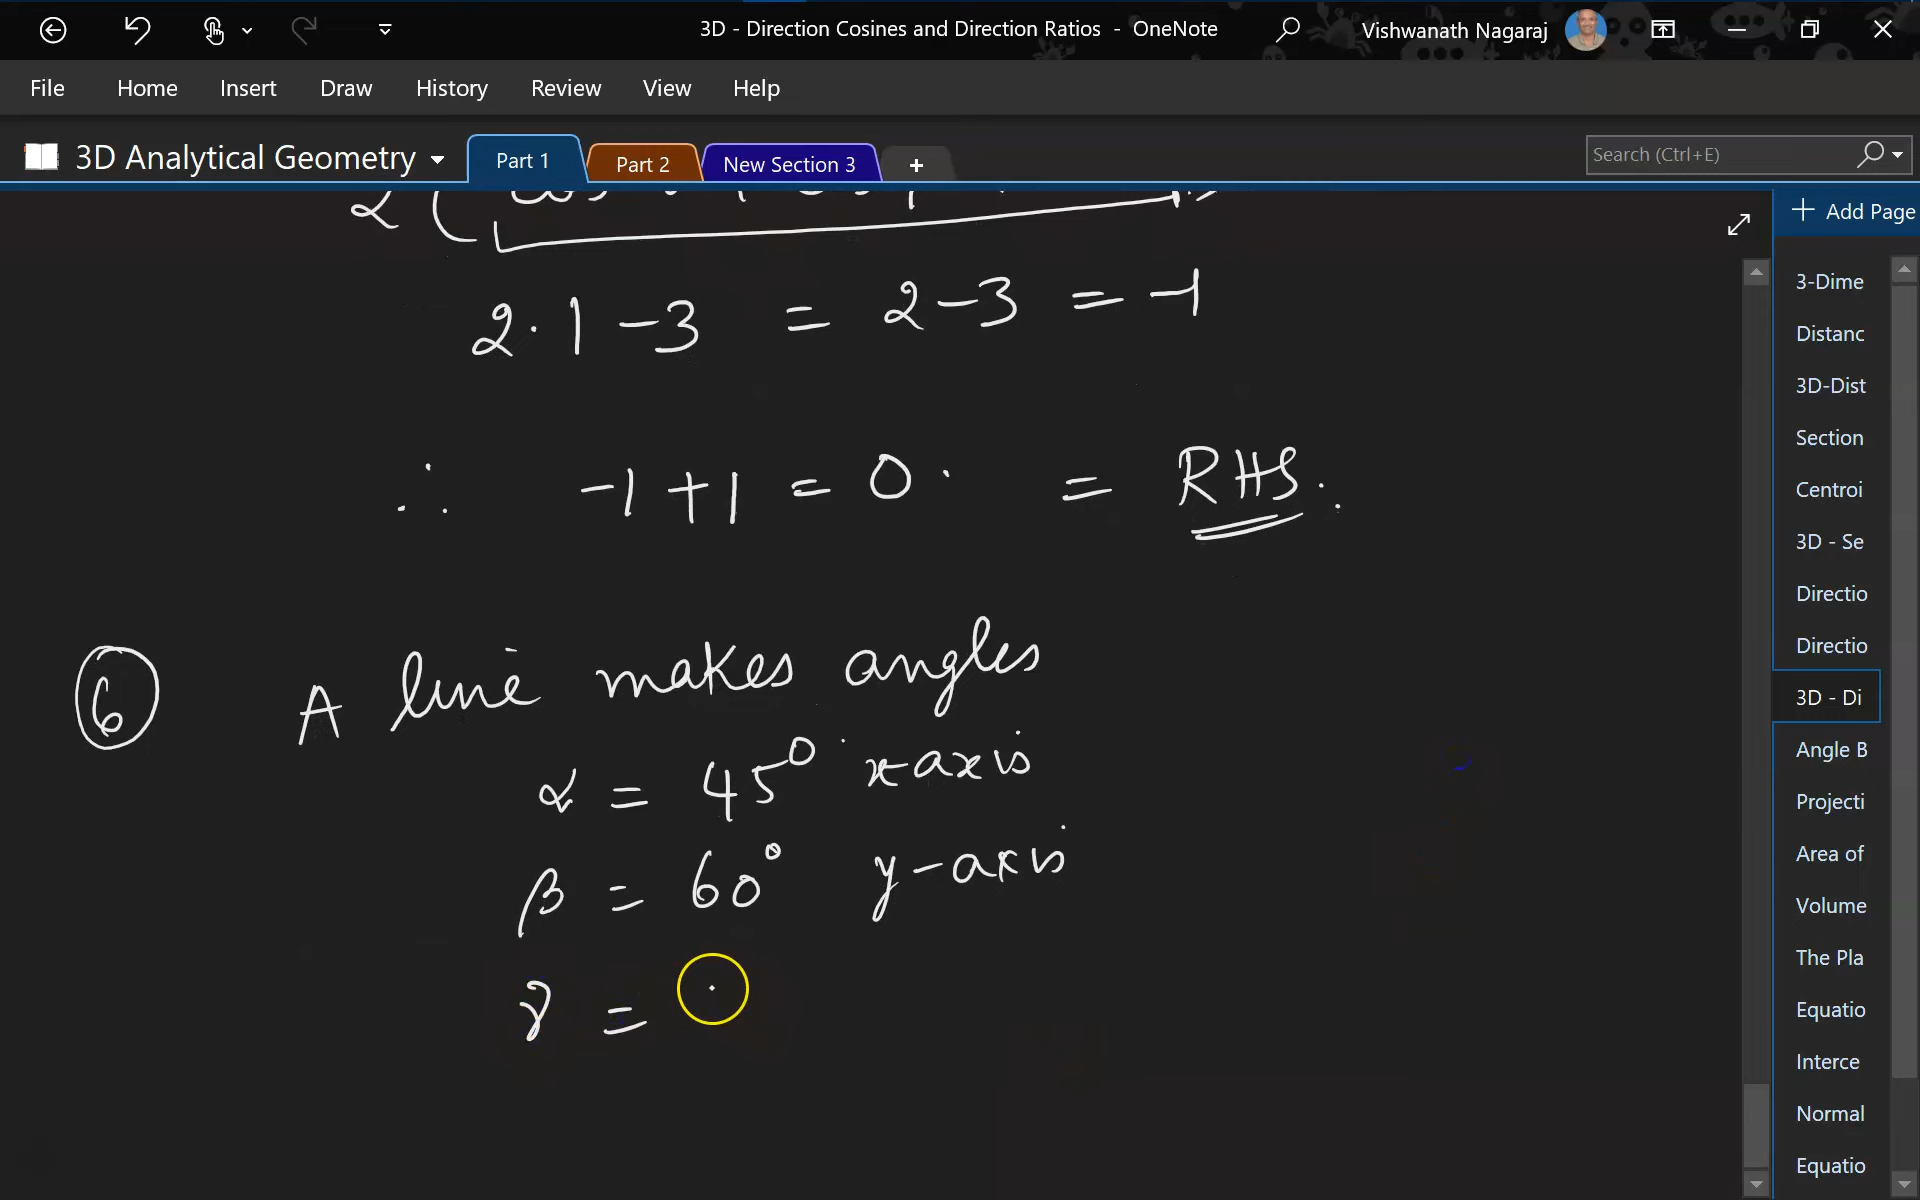 3D - Direction Cosines and Direction Ratios - OneNote
Vishwanath Nagaraj
File Home Insert Draw History Review View Help
3D Analytical Geometry
Part 1
Part 2
New Section 3
+
Search (Ctrl+E)
2 (
2·1 -3 = 2-3 = -1
∴ -1+1 = 0. = RHS.
6 A line makes angles
α = 45° x-axis
β = 60° y-axis
γ =
+ Add Page
3-Dime
Distanc
3D-Dist
Section
Centroi
3D - Se
Directio
Directio
3D - Di
Angle B
Projecti
Area of
Volume
The Pla
Equatio
Interce
Normal
Equatio